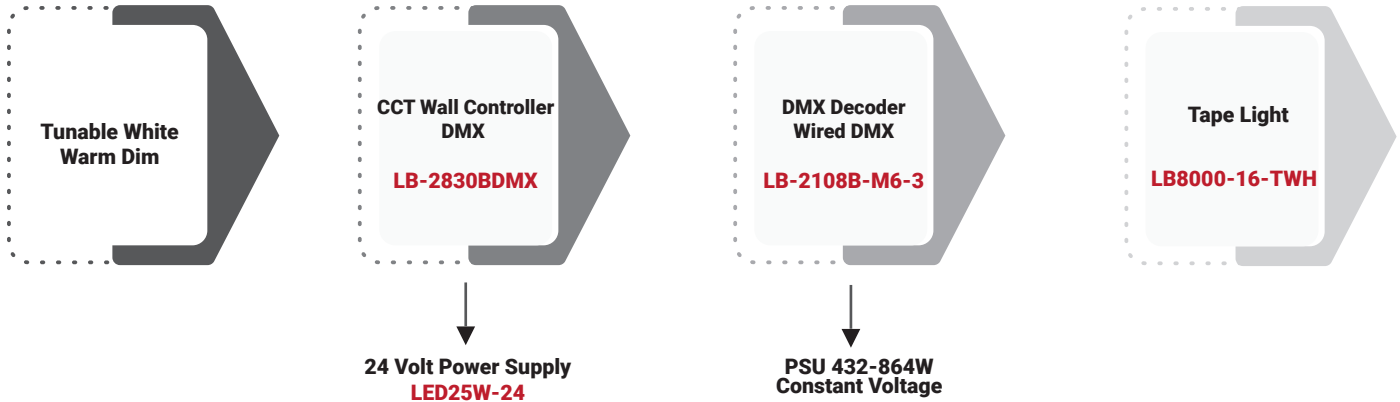 Tunable White
Warm Dim
CCT Wall Controller
DMX
LB-2830BDMX
DMX Decoder
Wired DMX
LB-2108B-M6-3
Tape Light
LB8000-16-TWH
24 Volt Power Supply
LED25W-24
PSU 432-864W
Constant Voltage